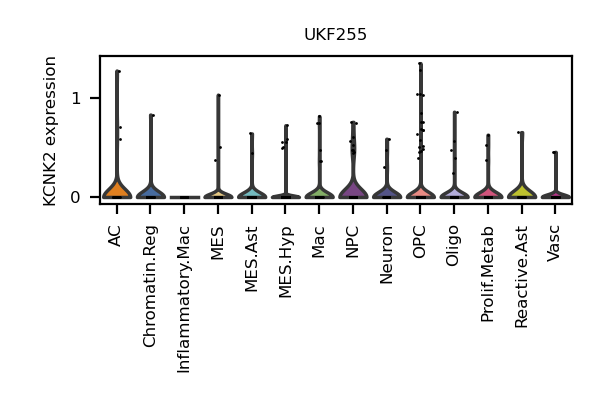 UKF255
KCNK2 expression
1
0
AC
Chromatin.Reg
Inflammatory.Mac
MES
MES.Ast
MES.Hyp
Mac
NPC
Neuron
OPC
Oligo
Prolif.Metab
Reactive.Ast
Vasc